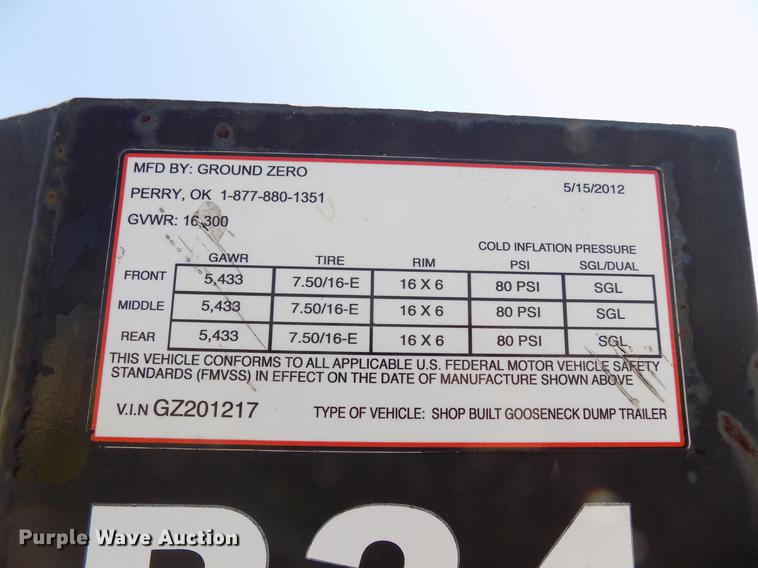 MFD BY: GROUND ZERO
PERRY, OK 1-877-880-1351 5/15/2012
GVWR: 16,300
COLD INFLATION PRESSURE
GAWR TIRE RIM PSI SGL/DUAL
FRONT 5,433 7.50/16-E 16 X 6 80 PSI SGL
MIDDLE 5,433 7.50/16-E 16 X 6 80 PSI SGL
REAR 5,433 7.50/16-E 16 X 6 80 PSI SGL
THIS VEHICLE CONFORMS TO ALL APPLICABLE U.S. FEDERAL MOTOR VEHICLE SAFETY
STANDARDS (FMVSS) IN EFFECT ON THE DATE OF MANUFACTURE SHOWN ABOVE
V.I.N GZ201217 TYPE OF VEHICLE: SHOP BUILT GOOSENECK DUMP TRAILER
Purple Wave Auction